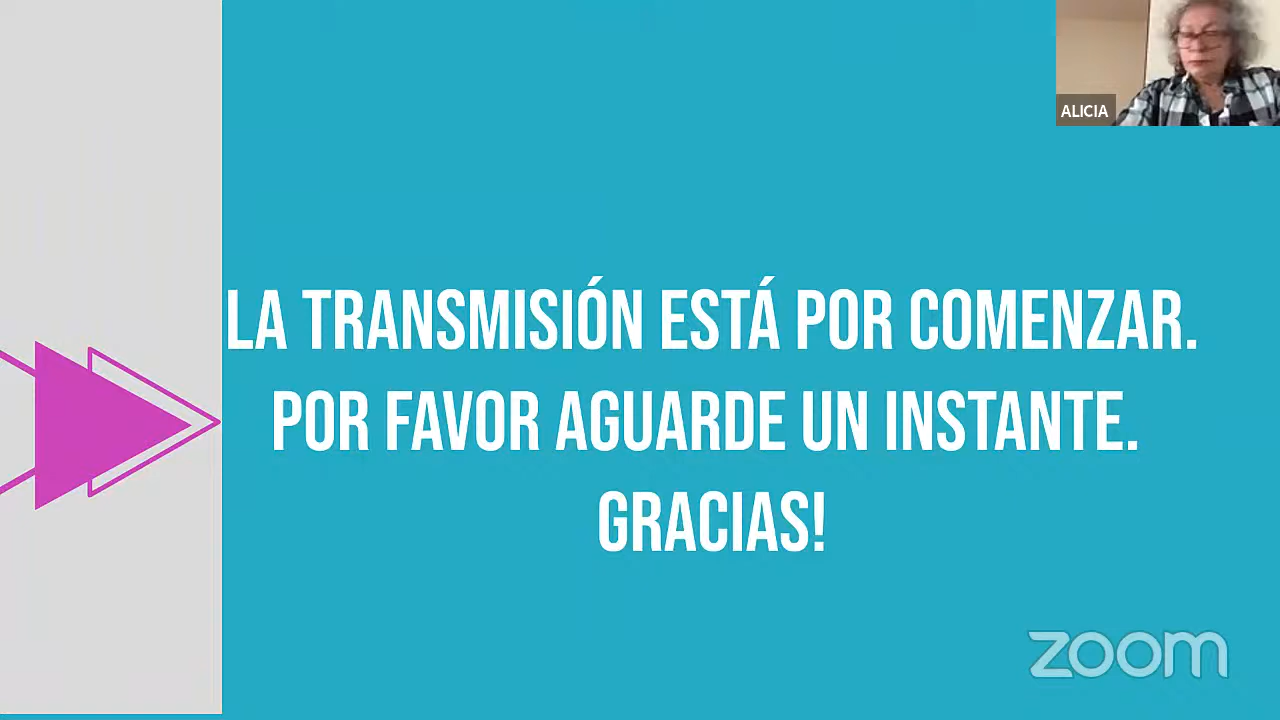 ALICIA
LA TRANSMISIÓN ESTÁ POR COMENZAR.
POR FAVOR AGUARDE UN INSTANTE.
GRACIAS!
zoom